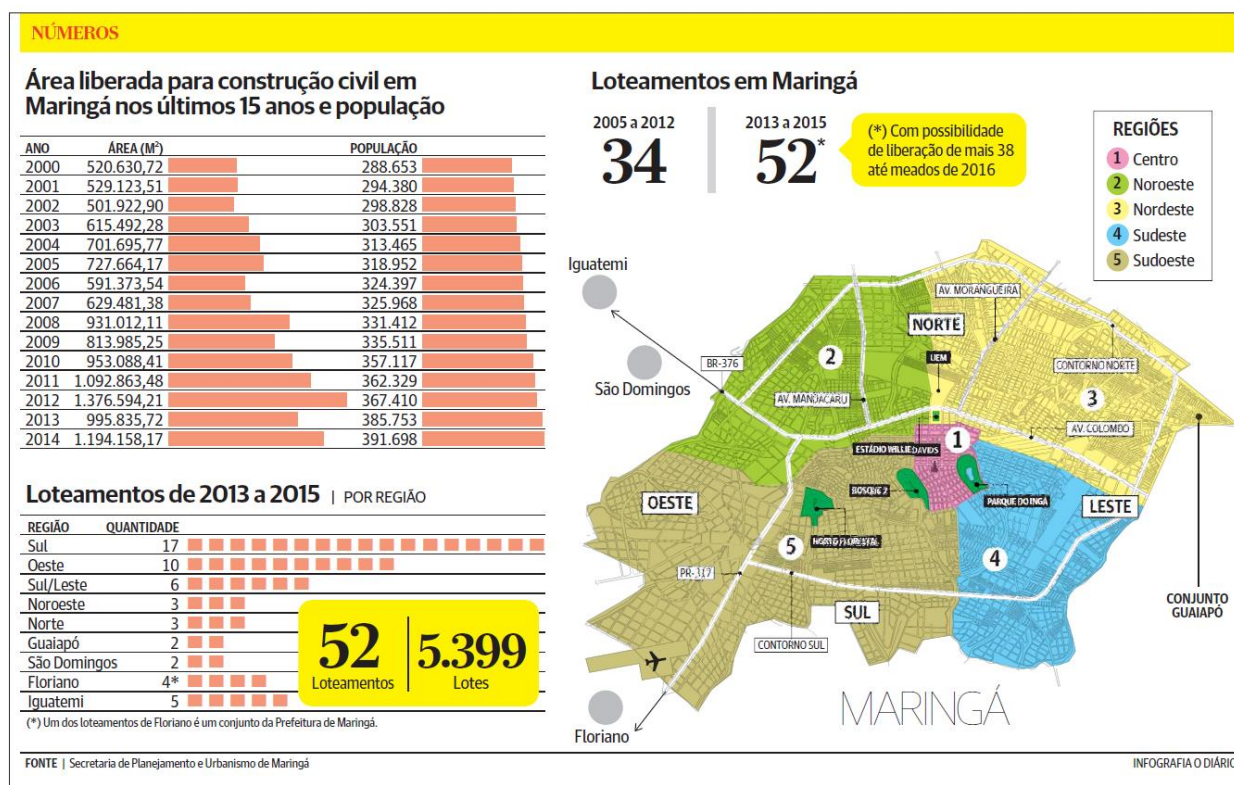 NÚMEROS
Área liberada para construção civil em
Maringá nos últimos 15 anos e população
ANO ÁREA (M²) POPULAÇÃO
2000 520.630,72 288.653
2001 529.123,51 294.380
2002 501.922,90 298.828
2003 615.492,28 303.551
2004 701.695,77 313.465
2005 727.664,17 318.952
2006 591.373,54 324.397
2007 629.481,38 325.968
2008 931.012,11 331.412
2009 813.985,25 335.511
2010 953.088,41 357.117
2011 1.092.863,48 362.329
2012 1.376.594,21 367.410
2013 995.835,72 385.753
2014 1.194.158,17 391.698
Loteamentos de 2013 a 2015 | POR REGIÃO
REGIÃO QUANTIDADE
Sul 17
Oeste 10
Sul/Leste 6
Noroeste 3
Norte 3
Guaiapó 2
São Domingos 2
Floriano 4*
Iguatemi 5
52
Loteamentos
5.399
Lotes
(*) Um dos loteamentos de Floriano é um conjunto da Prefeitura de Maringá.
Loteamentos em Maringá
2005 a 2012
34
2013 a 2015
52*
(*) Com possibilidade
de liberação de mais 38
até meados de 2016
REGIÕES
1 Centro
2 Noroeste
3 Nordeste
4 Sudeste
5 Sudoeste
Iguatemi
São Domingos
BR-376
AV. MORANGUEIRA
NORTE
2
UEM
CONTORNO NORTE
AV. MANDACARU
3
1
AV. COLOMBO
ESTÁDIO WILLIE DAVIDS
BOSQUE 2
PARQUE DO INGÁ
OESTE
LESTE
HORTO FLORESTAL
5
4
PR-317
SUL
CONTORNO SUL
CONJUNTO
GUAIAPÓ
MARINGÁ
Floriano
FONTE | Secretaria de Planejamento e Urbanismo de Maringá
INFOGRAFIA O DIÁRIO